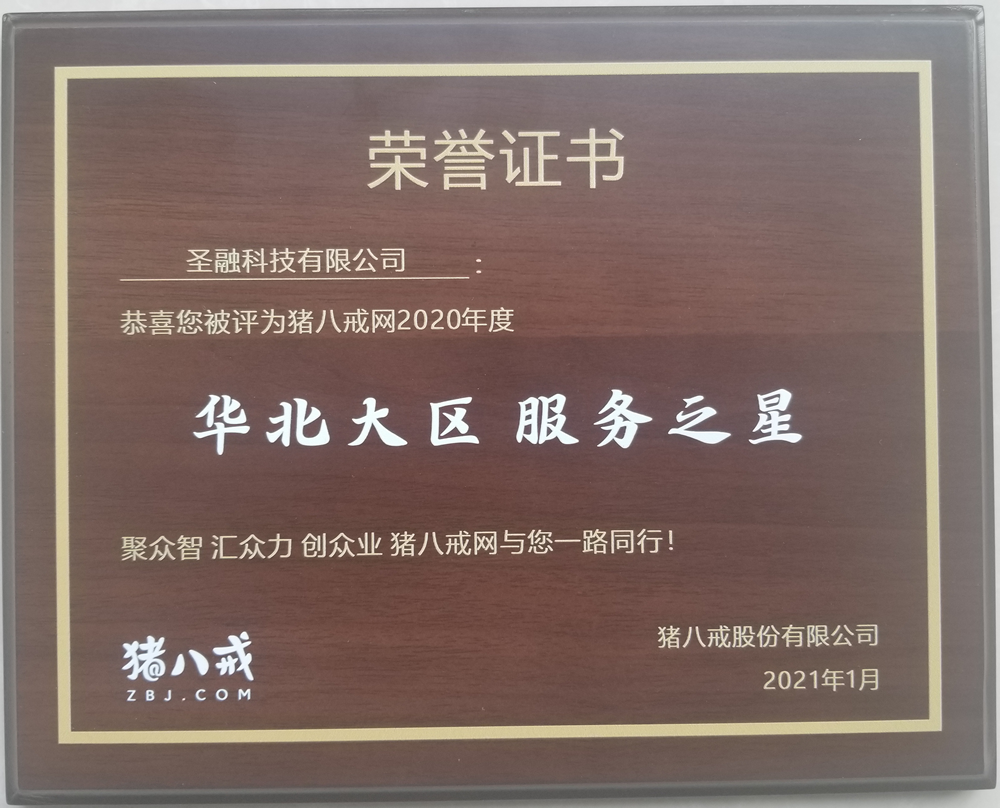 荣誉证书
圣融科技有限公司：
恭喜您被评为猪八戒网2020年度
华北大区 服务之星
聚众智 汇众力 创众业 猪八戒网与您一路同行！
猪八戒
ZBJ.COM
猪八戒股份有限公司
2021年1月